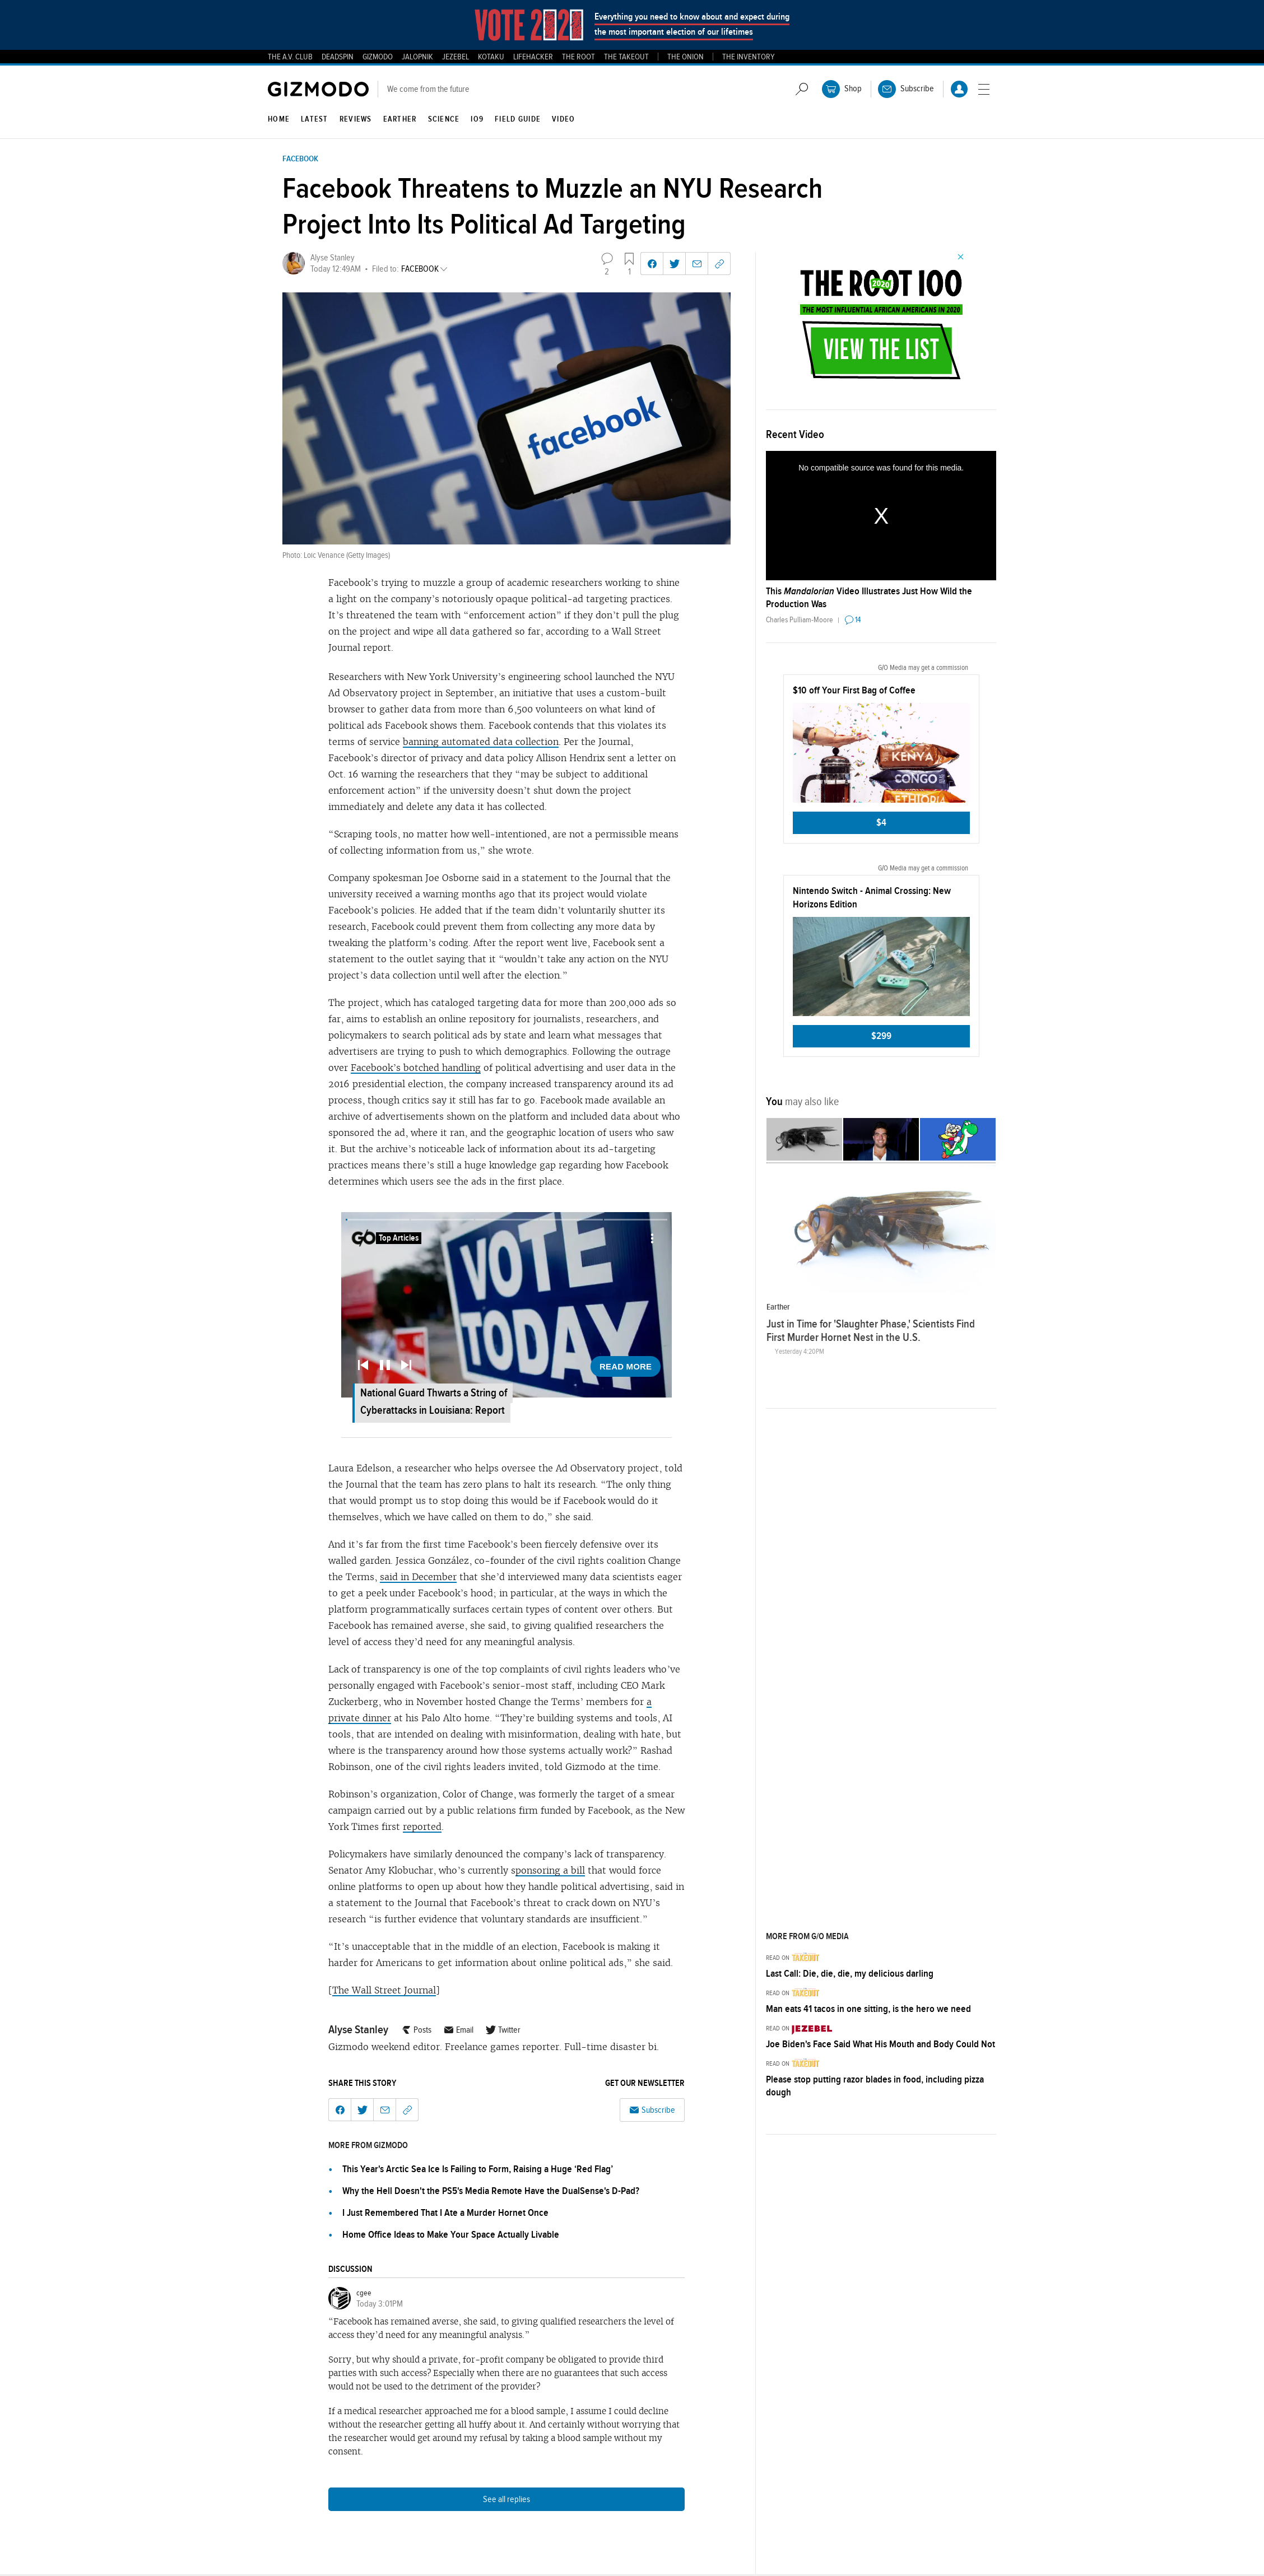 VOTE 2020
Everything you need to know about and expect during
the most important election of our lifetimes
THE A.V. CLUB DEADSPIN GIZMODO JALOPNIK JEZEBEL KOTAKU LIFEHACKER THE ROOT THE TAKEOUT | THE ONION | THE INVENTORY
GIZMODO We come from the future
Shop Subscribe
HOME LATEST REVIEWS EARTHER SCIENCE IO9 FIELD GUIDE VIDEO
FACEBOOK
Facebook Threatens to Muzzle an NYU Research
Project Into Its Political Ad Targeting
Alyse Stanley
Today 12:49AM • Filed to: FACEBOOK
2 1
facebook
facebook
Photo: Loic Venance (Getty Images)
Facebook’s trying to muzzle a group of academic researchers working to shine
a light on the company’s notoriously opaque political-ad targeting practices.
It’s threatened the team with “enforcement action” if they don’t pull the plug
on the project and wipe all data gathered so far, according to a Wall Street
Journal report.
Researchers with New York University’s engineering school launched the NYU
Ad Observatory project in September, an initiative that uses a custom-built
browser to gather data from more than 6,500 volunteers on what kind of
political ads Facebook shows them. Facebook contends that this violates its
terms of service banning automated data collection. Per the Journal,
Facebook’s director of privacy and data policy Allison Hendrix sent a letter on
Oct. 16 warning the researchers that they “may be subject to additional
enforcement action” if the university doesn’t shut down the project
immediately and delete any data it has collected.
“Scraping tools, no matter how well-intentioned, are not a permissible means
of collecting information from us,” she wrote.
Company spokesman Joe Osborne said in a statement to the Journal that the
university received a warning months ago that its project would violate
Facebook’s policies. He added that if the team didn’t voluntarily shutter its
research, Facebook could prevent them from collecting any more data by
tweaking the platform’s coding. After the report went live, Facebook sent a
statement to the outlet saying that it “wouldn’t take any action on the NYU
project’s data collection until well after the election.”
The project, which has cataloged targeting data for more than 200,000 ads so
far, aims to establish an online repository for journalists, researchers, and
policymakers to search political ads by state and learn what messages that
advertisers are trying to push to which demographics. Following the outrage
over Facebook’s botched handling of political advertising and user data in the
2016 presidential election, the company increased transparency around its ad
process, though critics say it still has far to go. Facebook made available an
archive of advertisements shown on the platform and included data about who
sponsored the ad, where it ran, and the geographic location of users who saw
it. But the archive’s noticeable lack of information about its ad-targeting
practices means there’s still a huge knowledge gap regarding how Facebook
determines which users see the ads in the first place.
GO Top Articles
VOTE
TODAY
READ MORE
National Guard Thwarts a String of
Cyberattacks in Louisiana: Report
Laura Edelson, a researcher who helps oversee the Ad Observatory project, told
the Journal that the team has zero plans to halt its research. “The only thing
that would prompt us to stop doing this would be if Facebook would do it
themselves, which we have called on them to do,” she said.
And it’s far from the first time Facebook’s been fiercely defensive over its
walled garden. Jessica González, co-founder of the civil rights coalition Change
the Terms, said in December that she’d interviewed many data scientists eager
to get a peek under Facebook’s hood; in particular, at the ways in which the
platform programmatically surfaces certain types of content over others. But
Facebook has remained averse, she said, to giving qualified researchers the
level of access they’d need for any meaningful analysis.
Lack of transparency is one of the top complaints of civil rights leaders who’ve
personally engaged with Facebook’s senior-most staff, including CEO Mark
Zuckerberg, who in November hosted Change the Terms’ members for a
private dinner at his Palo Alto home. “They’re building systems and tools, AI
tools, that are intended on dealing with misinformation, dealing with hate, but
where is the transparency around how those systems actually work?” Rashad
Robinson, one of the civil rights leaders invited, told Gizmodo at the time.
Robinson’s organization, Color of Change, was formerly the target of a smear
campaign carried out by a public relations firm funded by Facebook, as the New
York Times first reported.
Policymakers have similarly denounced the company’s lack of transparency.
Senator Amy Klobuchar, who’s currently sponsoring a bill that would force
online platforms to open up about how they handle political advertising, said in
a statement to the Journal that Facebook’s threat to crack down on NYU’s
research “is further evidence that voluntary standards are insufficient.”
“It’s unacceptable that in the middle of an election, Facebook is making it
harder for Americans to get information about online political ads,” she said.
[The Wall Street Journal]
Alyse Stanley Posts Email Twitter
Gizmodo weekend editor. Freelance games reporter. Full-time disaster bi.
SHARE THIS STORY
GET OUR NEWSLETTER
Subscribe
MORE FROM GIZMODO
• This Year’s Arctic Sea Ice Is Failing to Form, Raising a Huge ‘Red Flag’
• Why the Hell Doesn’t the PS5’s Media Remote Have the DualSense’s D-Pad?
• I Just Remembered That I Ate a Murder Hornet Once
• Home Office Ideas to Make Your Space Actually Livable
DISCUSSION
cgee
Today 3:01PM
“Facebook has remained averse, she said, to giving qualified researchers the level of
access they’d need for any meaningful analysis.”
Sorry, but why should a private, for-profit company be obligated to provide third
parties with such access? Especially when there are no guarantees that such access
would not be used to the detriment of the provider?
If a medical researcher approached me for a blood sample, I assume I could decline
without the researcher getting all huffy about it. And certainly without worrying that
the researcher would get around my refusal by taking a blood sample without my
consent.
See all replies
THE ROOT 100
2020
THE MOST INFLUENTIAL AFRICAN AMERICANS IN 2020
VIEW THE LIST
Recent Video
No compatible source was found for this media.
X
This Mandalorian Video Illustrates Just How Wild the
Production Was
Charles Pulliam-Moore | 14
G/O Media may get a commission
$10 off Your First Bag of Coffee
KENYA
CONGO
ETHIOPIA
$4
G/O Media may get a commission
Nintendo Switch - Animal Crossing: New
Horizons Edition
$299
You may also like
Earther
Just in Time for 'Slaughter Phase,' Scientists Find
First Murder Hornet Nest in the U.S.
Yesterday 4:20PM
MORE FROM G/O MEDIA
READ ON TAKEOUT
Last Call: Die, die, die, my delicious darling
READ ON TAKEOUT
Man eats 41 tacos in one sitting, is the hero we need
READ ON JEZEBEL
Joe Biden's Face Said What His Mouth and Body Could Not
READ ON TAKEOUT
Please stop putting razor blades in food, including pizza
dough